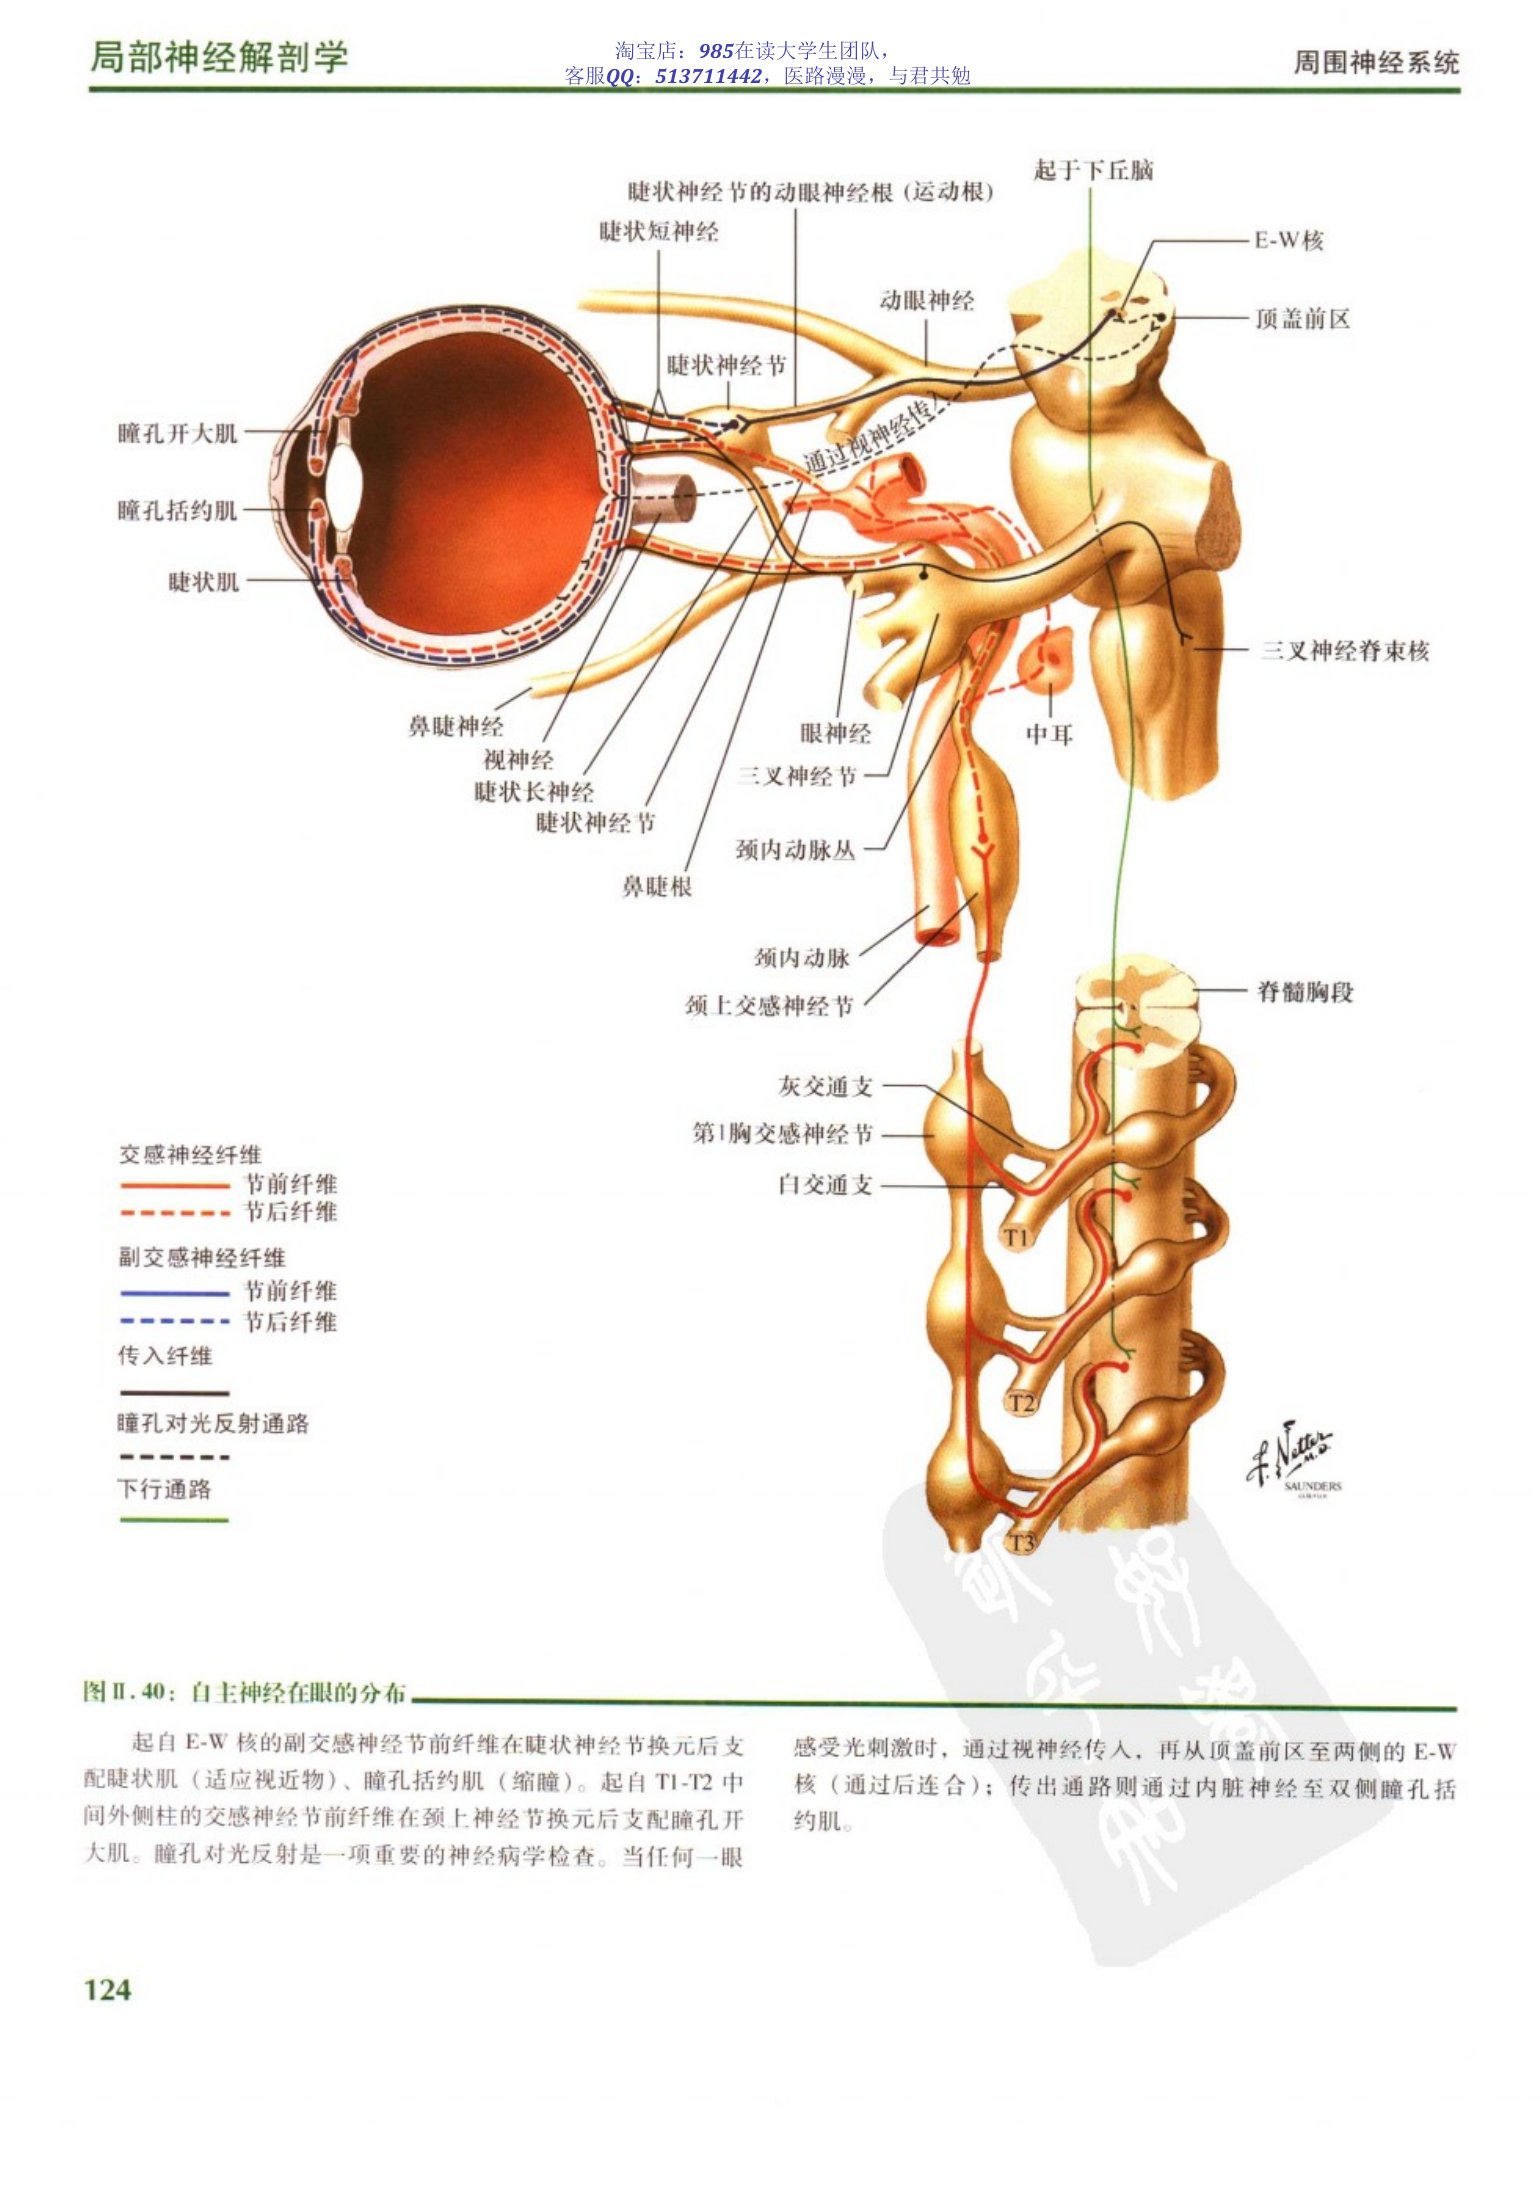 局部神经解剖学
淘宝店：985在读大学生团队，
客服QQ：513711442，医路漫漫，与君共勉
周围神经系统
起于下丘脑
睫状神经节的动眼神经根（运动根）
睫状短神经
E-W核
动眼神经
顶盖前区
睫状神经节
通过视神经传入
瞳孔开大肌
瞳孔括约肌
睫状肌
三叉神经脊束核
鼻睫神经
眼神经
中耳
视神经
三叉神经节
睫状长神经
睫状神经节
颈内动脉丛
鼻睫根
颈内动脉
颈上交感神经节
脊髓胸段
灰交通支
第1胸交感神经节
白交通支
T1
T2
T3
交感神经纤维
节前纤维
节后纤维
副交感神经纤维
节前纤维
节后纤维
传入纤维
瞳孔对光反射通路
下行通路
F. Netter
M.D.
SAUNDERS
图Ⅱ.40：自主神经在眼的分布
起自 E-W 核的副交感神经节前纤维在睫状神经节换元后支
配睫状肌（适应视近物）、瞳孔括约肌（缩瞳）。起自 T1-T2 中
间外侧柱的交感神经节前纤维在颈上神经节换元后支配瞳孔开
大肌。瞳孔对光反射是一项重要的神经病学检查。当任何一眼
感受光刺激时，通过视神经传入，再从顶盖前区至两侧的 E-W
核（通过后连合）；传出通路则通过内脏神经至双侧瞳孔括
约肌。
124